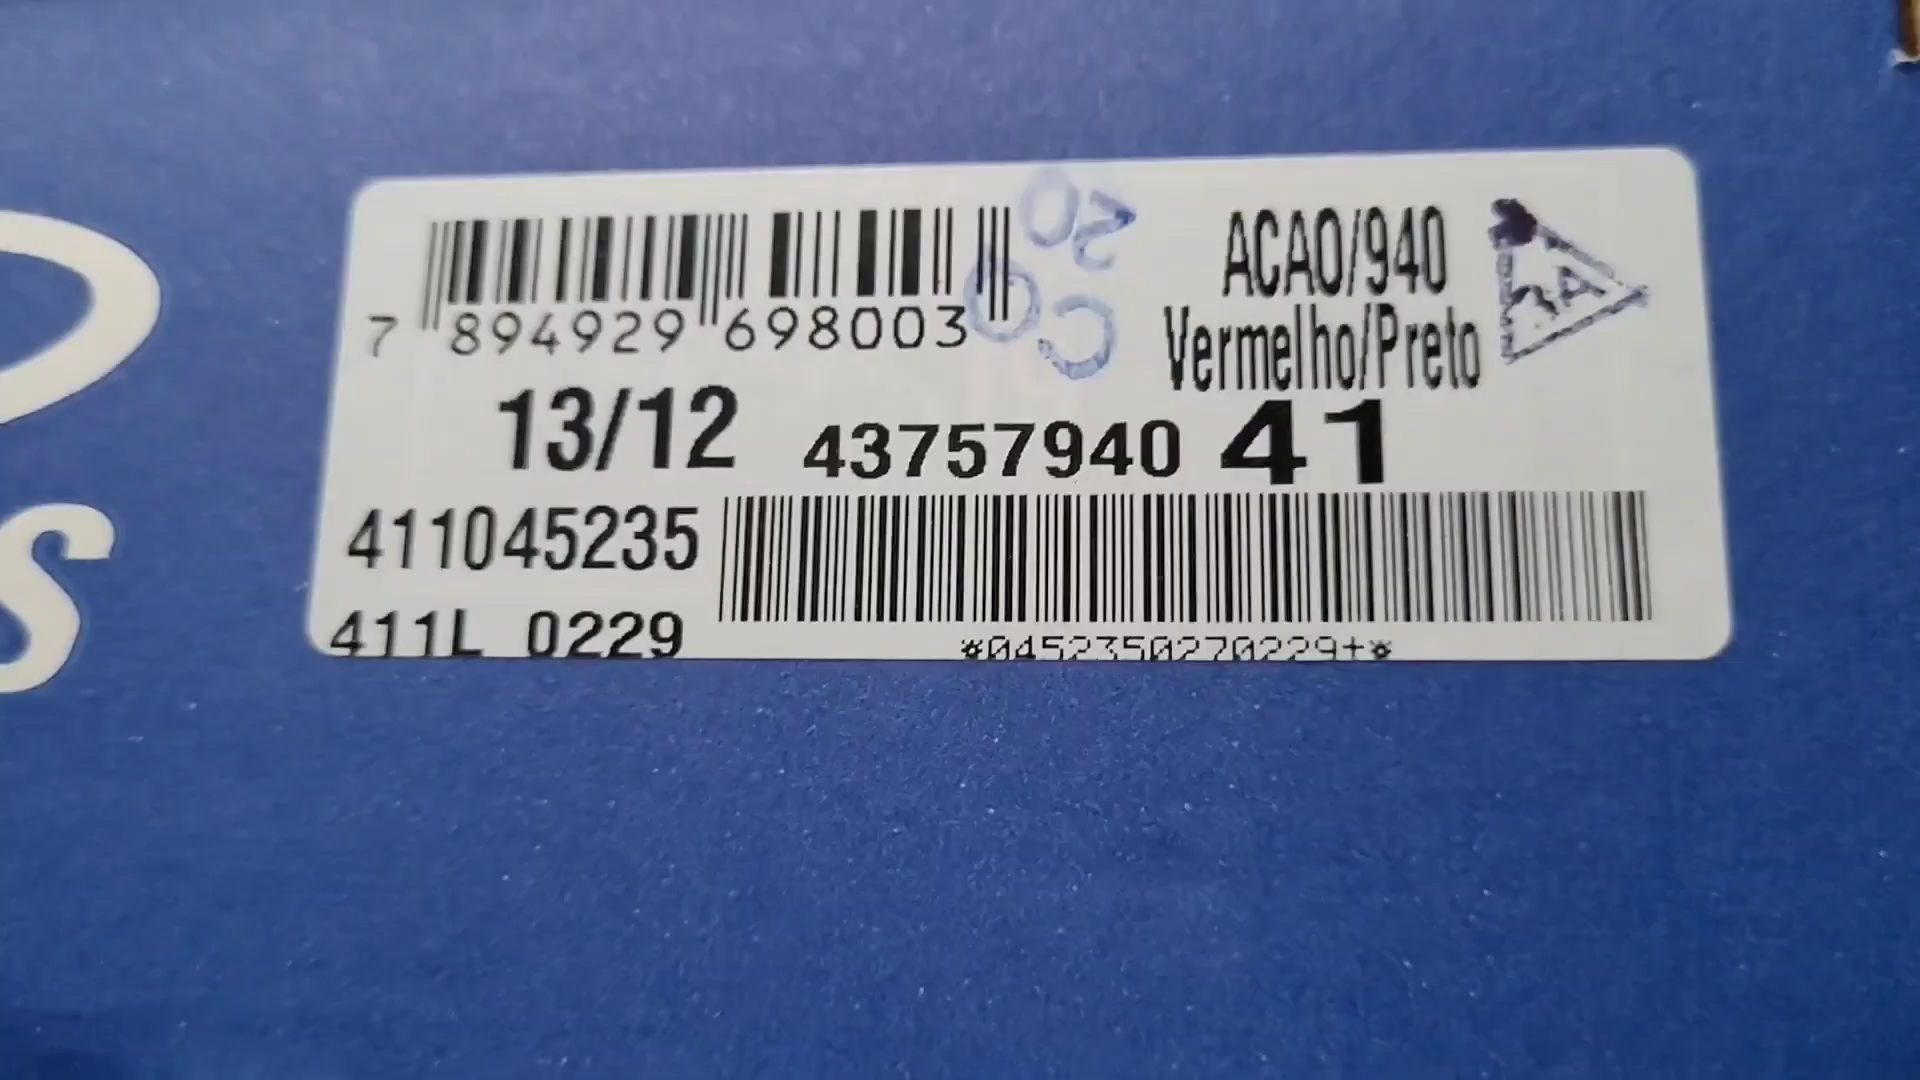 ACAO/940
Vermelho/Preto
7 894929 698003
13/12 43757940 41
411045235
411L 0229
*0452350270229+*